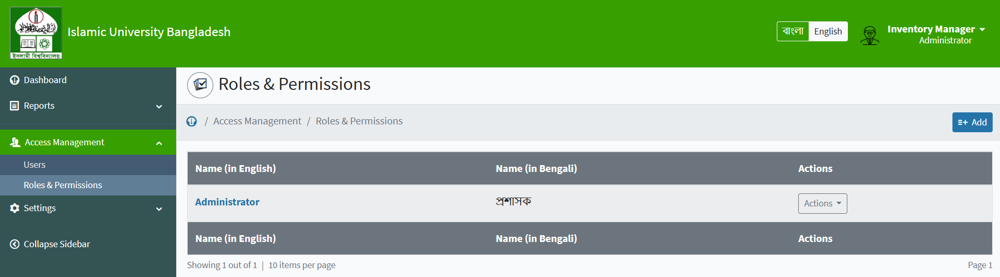 Islamic University Bangladesh
বাংলা English
Inventory Manager
Administrator
ইসলামী বিশ্ববিদ্যালয়
Dashboard
Reports
Access Management
Users
Roles & Permissions
Settings
Collapse Sidebar
Roles & Permissions
/ Access Management / Roles & Permissions
Add
Name (in English) Name (in Bengali) Actions
Administrator প্রশাসক Actions
Name (in English) Name (in Bengali) Actions
Showing 1 out of 1 | 10 items per page
Page 1